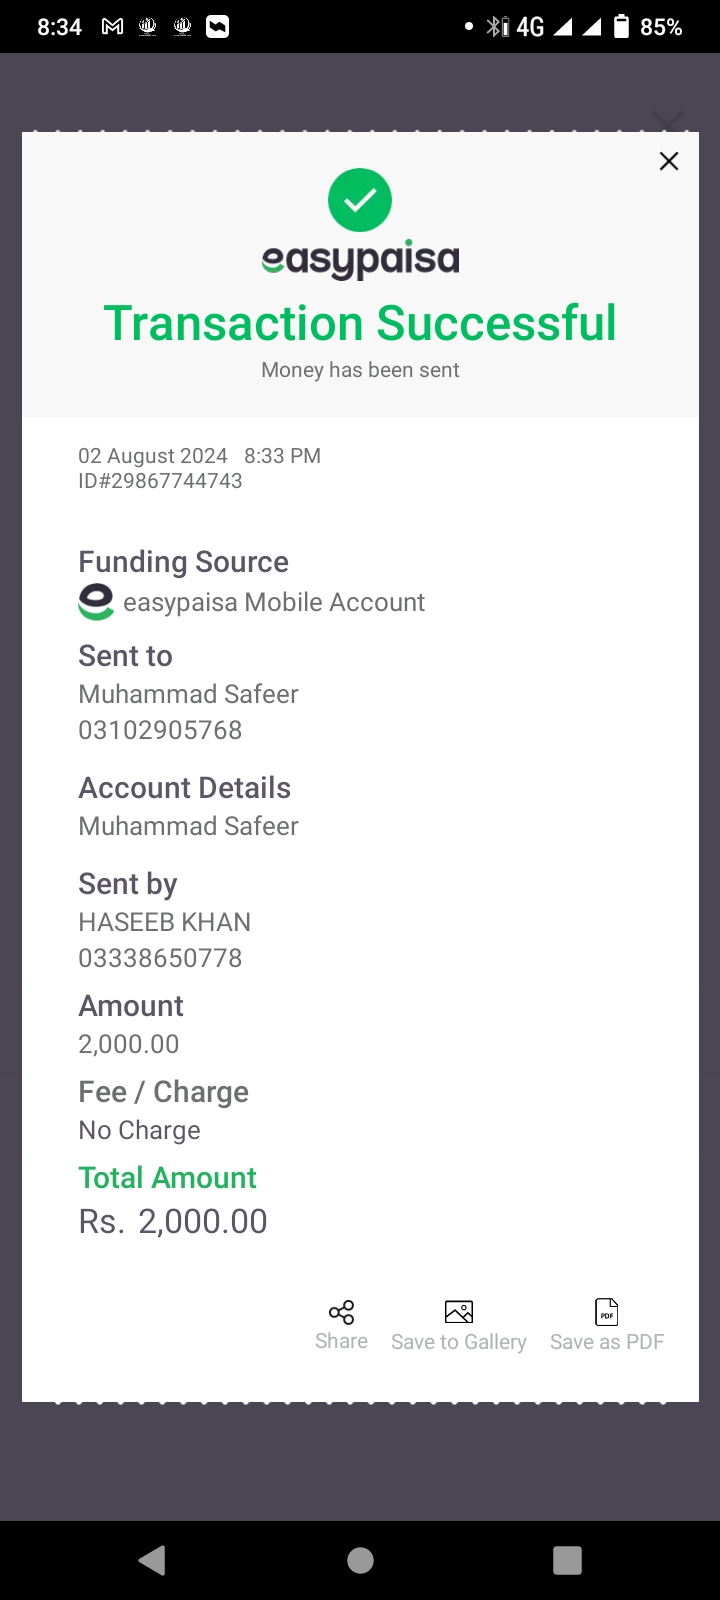 8:34
4G
85%
easypaisa
Transaction Successful
Money has been sent
02 August 2024 8:33 PM
ID#29867744743
Funding Source
easypaisa Mobile Account
Sent to
Muhammad Safeer
03102905768
Account Details
Muhammad Safeer
Sent by
HASEEB KHAN
03338650778
Amount
2,000.00
Fee / Charge
No Charge
Total Amount
Rs. 2,000.00
PDF
Share Save to Gallery Save as PDF